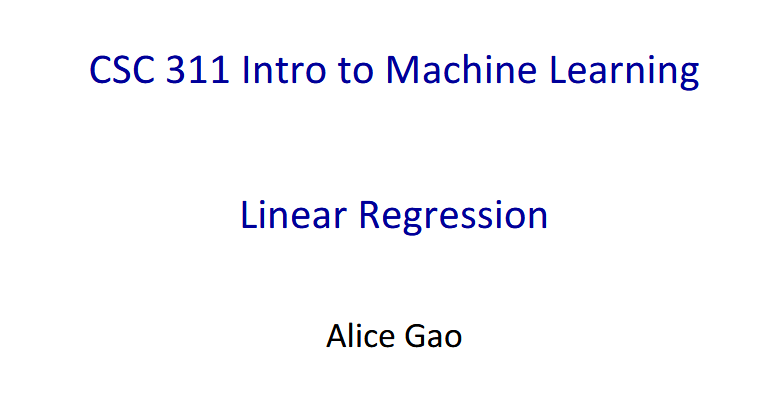 CSC 311 Intro to Machine Learning
Linear Regression
Alice Gao